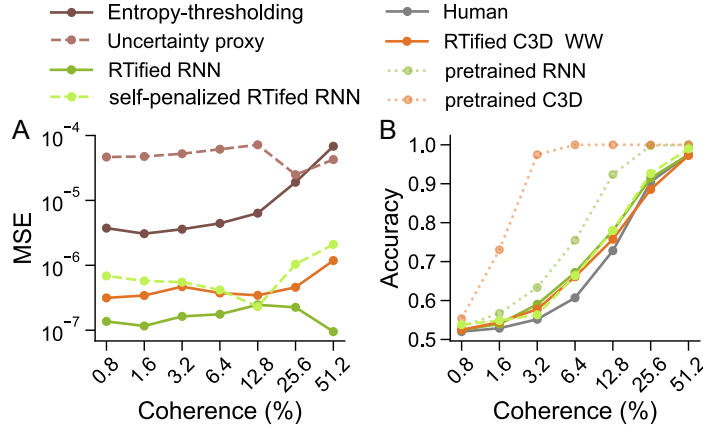 Entropy-thresholding
Uncertainty proxy
RTified RNN
self-penalized RTifed RNN
Human
RTified C3D WW
pretrained RNN
pretrained C3D
A
10⁻⁴
10⁻⁵
10⁻⁶
10⁻⁷
MSE
0.8 1.6 3.2 6.4 12.8 25.6 51.2
Coherence (%)
B
1.0
0.9
0.8
0.7
0.6
0.5
Accuracy
0.8 1.6 3.2 6.4 12.8 25.6 51.2
Coherence (%)